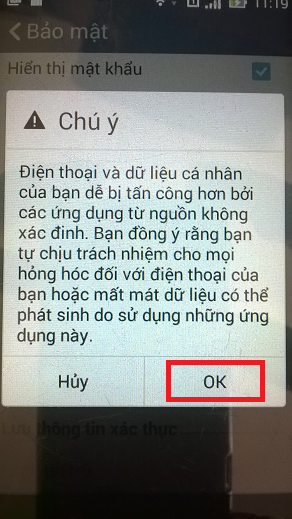 11:19
Bảo mật
Hiển thị mật khẩu
Chú ý
Điện thoại và dữ liệu cá nhân
của bạn dễ bị tấn công hơn bởi
các ứng dụng từ nguồn không
xác đinh. Bạn đồng ý rằng bạn
tự chịu trách nhiệm cho mọi
hỏng hóc đối với điện thoại của
bạn hoặc mất mát dữ liệu có thể
phát sinh do sử dụng những ứng
dụng này.
Hủy OK
Lưu thông tin xác thực